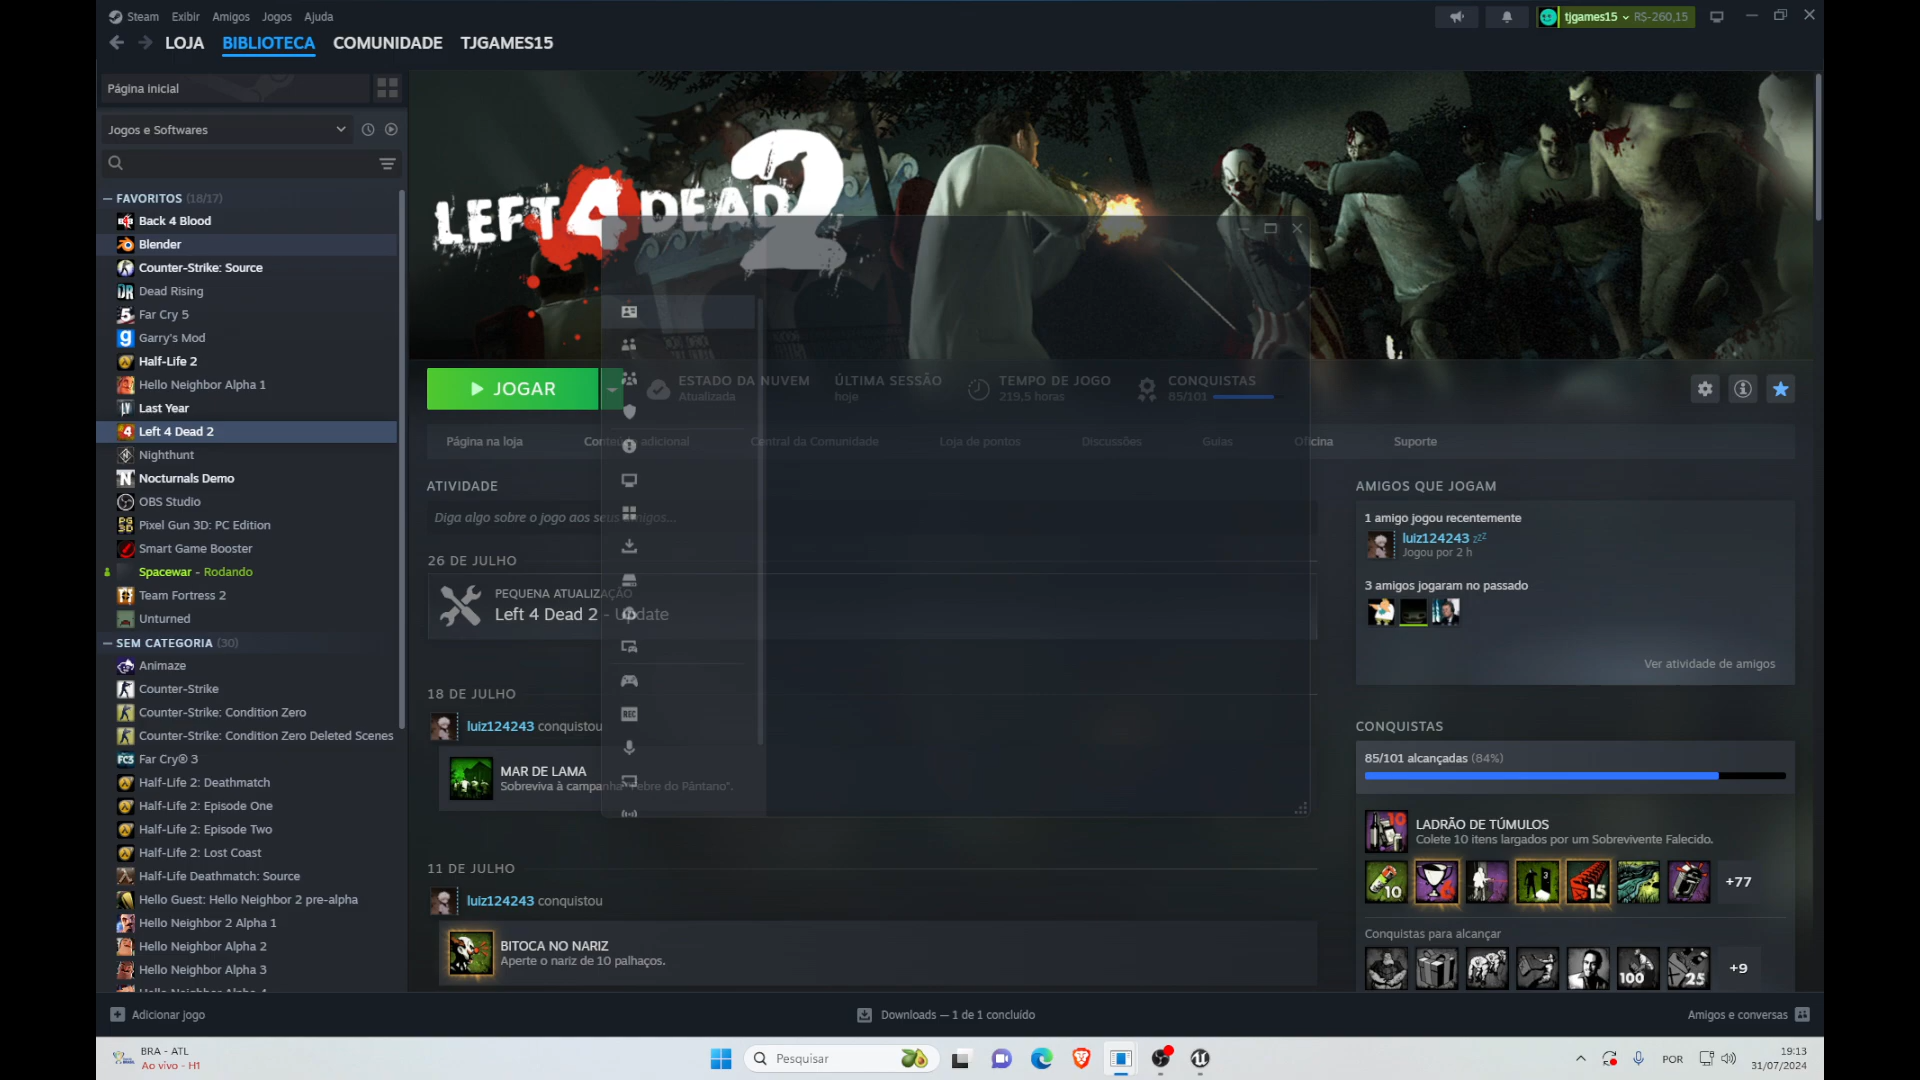 Steam Exibir Amigos Jogos Ajuda
tjgames15 R$-260,15
LOJA BIBLIOTECA COMUNIDADE TJGAMES15
Página inicial
Jogos e Softwares
FAVORITOS (18/17)
Back 4 Blood
Blender
Counter-Strike: Source
Dead Rising
Far Cry 5
Garry's Mod
Half-Life 2
Hello Neighbor Alpha 1
Last Year
Left 4 Dead 2
Nighthunt
Nocturnals Demo
OBS Studio
Pixel Gun 3D: PC Edition
Smart Game Booster
Spacewar - Rodando
Team Fortress 2
Unturned
SEM CATEGORIA (30)
Animaze
Counter-Strike
Counter-Strike: Condition Zero
Counter-Strike: Condition Zero Deleted Scenes
Far Cry® 3
Half-Life 2: Deathmatch
Half-Life 2: Episode One
Half-Life 2: Episode Two
Half-Life 2: Lost Coast
Half-Life Deathmatch: Source
Hello Guest: Hello Neighbor 2 pre-alpha
Hello Neighbor 2 Alpha 1
Hello Neighbor Alpha 2
Hello Neighbor Alpha 3
LEFT 4 DEAD 2
JOGAR
ESTADO DA NUVEM
Atualizada
ÚLTIMA SESSÃO
hoje
TEMPO DE JOGO
219,5 horas
CONQUISTAS
85/101
Página na loja Conteúdo adicional Central da Comunidade Loja de pontos Discussões Guias Oficina Suporte
ATIVIDADE
Diga algo sobre o jogo aos seus amigos...
26 DE JULHO
PEQUENA ATUALIZAÇÃO
Left 4 Dead 2 - Update
18 DE JULHO
luiz124243 conquistou
MAR DE LAMA
Sobreviva à campanha "Febre do Pântano".
11 DE JULHO
luiz124243 conquistou
BITOCA NO NARIZ
Aperte o nariz de 10 palhaços.
REC
AMIGOS QUE JOGAM
1 amigo jogou recentemente
luiz124243 zzZ
Jogou por 2 h
3 amigos jogaram no passado
Ver atividade de amigos
CONQUISTAS
85/101 alcançadas (84%)
LADRÃO DE TÚMULOS
Colete 10 itens largados por um Sobrevivente Falecido.
10
3
15
+77
Conquistas para alcançar
100
25
+9
Adicionar jogo
Downloads — 1 de 1 concluído
Amigos e conversas
BRA - ATL
Ao vivo - H1
Pesquisar
POR
19:13
31/07/2024